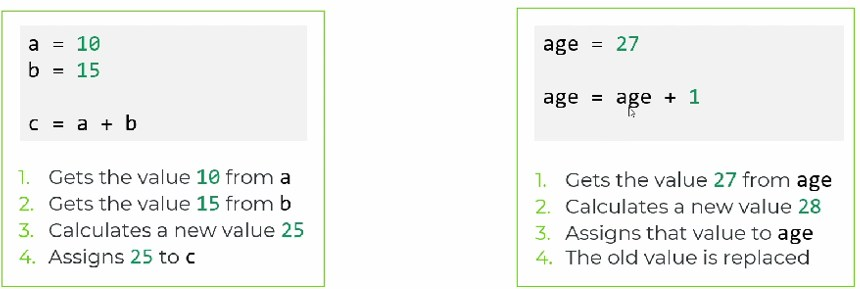 a = 10
b = 15
c = a + b
1. Gets the value 10 from a
2. Gets the value 15 from b
3. Calculates a new value 25
4. Assigns 25 to c
age = 27
age = age + 1
1. Gets the value 27 from age
2. Calculates a new value 28
3. Assigns that value to age
4. The old value is replaced